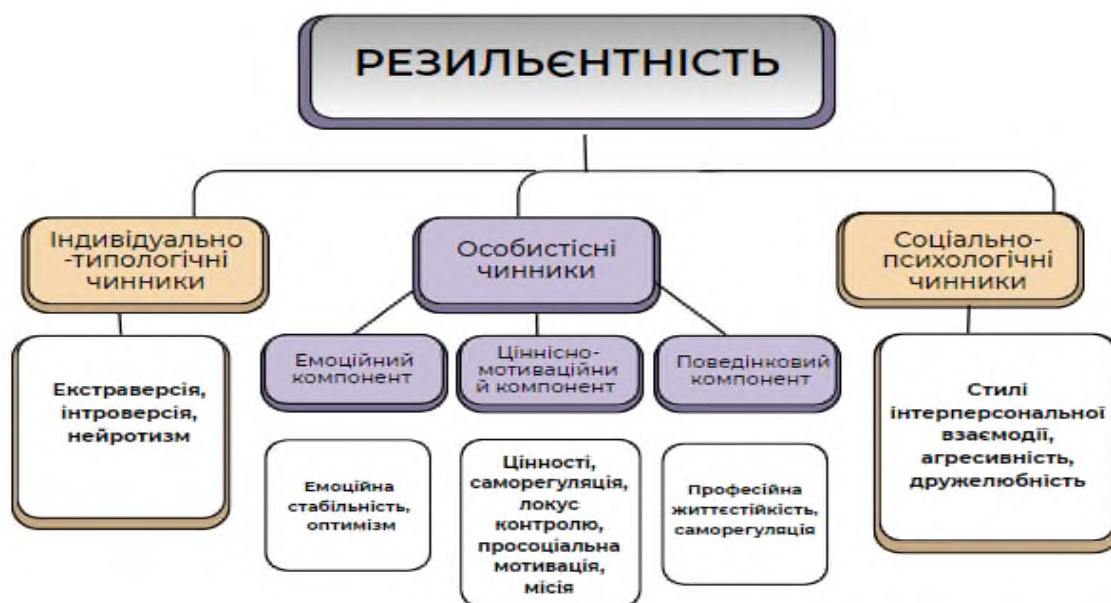 РЕЗИЛЬЄНТНІСТЬ
Індивідуально
-типологічні
чинники
Особистісні
чинники
Соціально-
психологічні
чинники
Екстраверсія,
інтроверсія,
нейротизм
Емоційний
компонент
Ціннісно-
мотиваційни
й компонент
Поведінковий
компонент
Стилі
інтерперсональної
взаємодії,
агресивність,
дружелюбність
Емоційна
стабільність,
оптимізм
Цінності,
саморегуляція,
локус
контролю,
просоціальна
мотивація,
місія
Професійна
життєстійкість,
саморегуляція